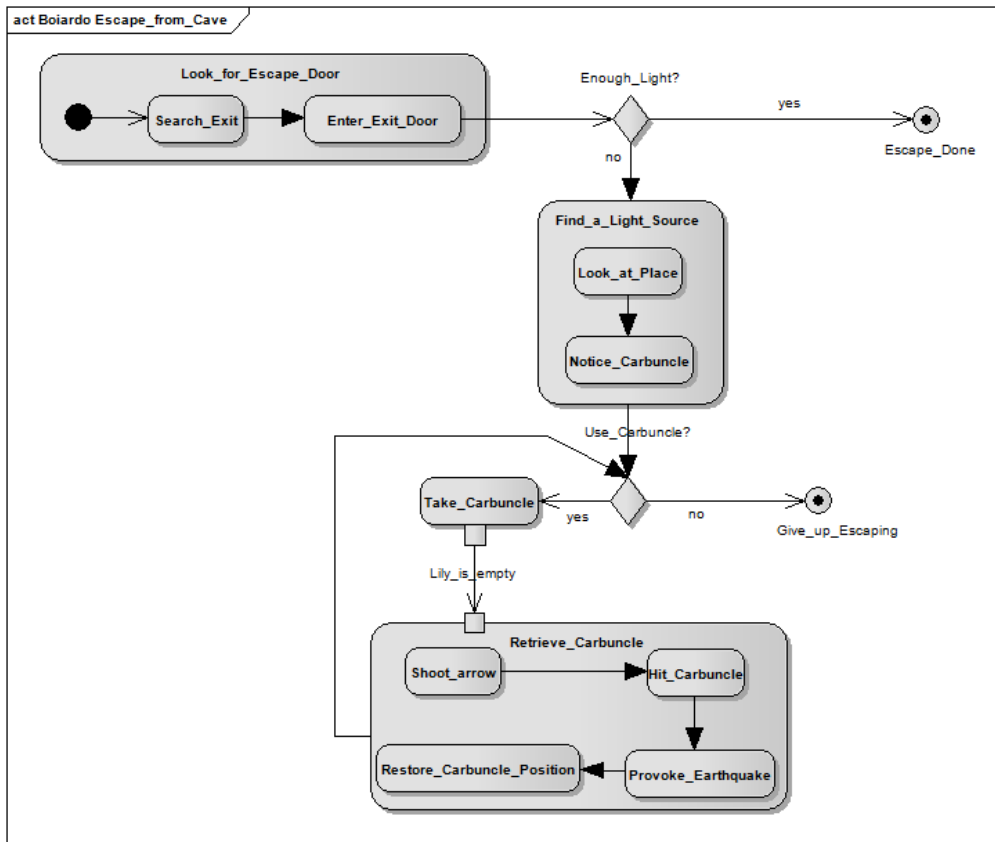 act Boiardo Escape_from_Cave
Look_for_Escape_Door
Search_Exit
Enter_Exit_Door
Enough_Light?
yes
Escape_Done
no
Find_a_Light_Source
Look_at_Place
Notice_Carbuncle
Use_Carbuncle?
Take_Carbuncle
yes
no
Give_up_Escaping
Lily_is_empty
Retrieve_Carbuncle
Shoot_arrow
Hit_Carbuncle
Restore_Carbuncle_Position
Provoke_Earthquake